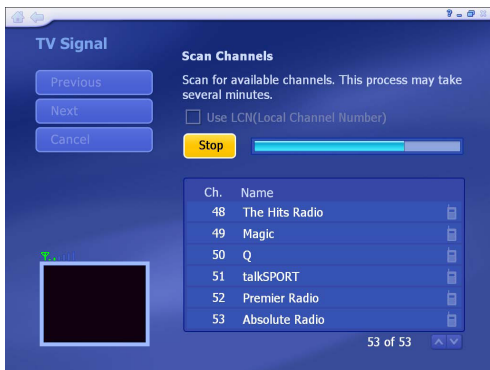 TV Signal
Scan Channels
Previous
Scan for available channels. This process may take
several minutes.
Next
Use LCN(Local Channel Number)
Cancel
Stop
Ch. Name
48 The Hits Radio
49 Magic
50 Q
51 talkSPORT
52 Premier Radio
53 Absolute Radio
53 of 53